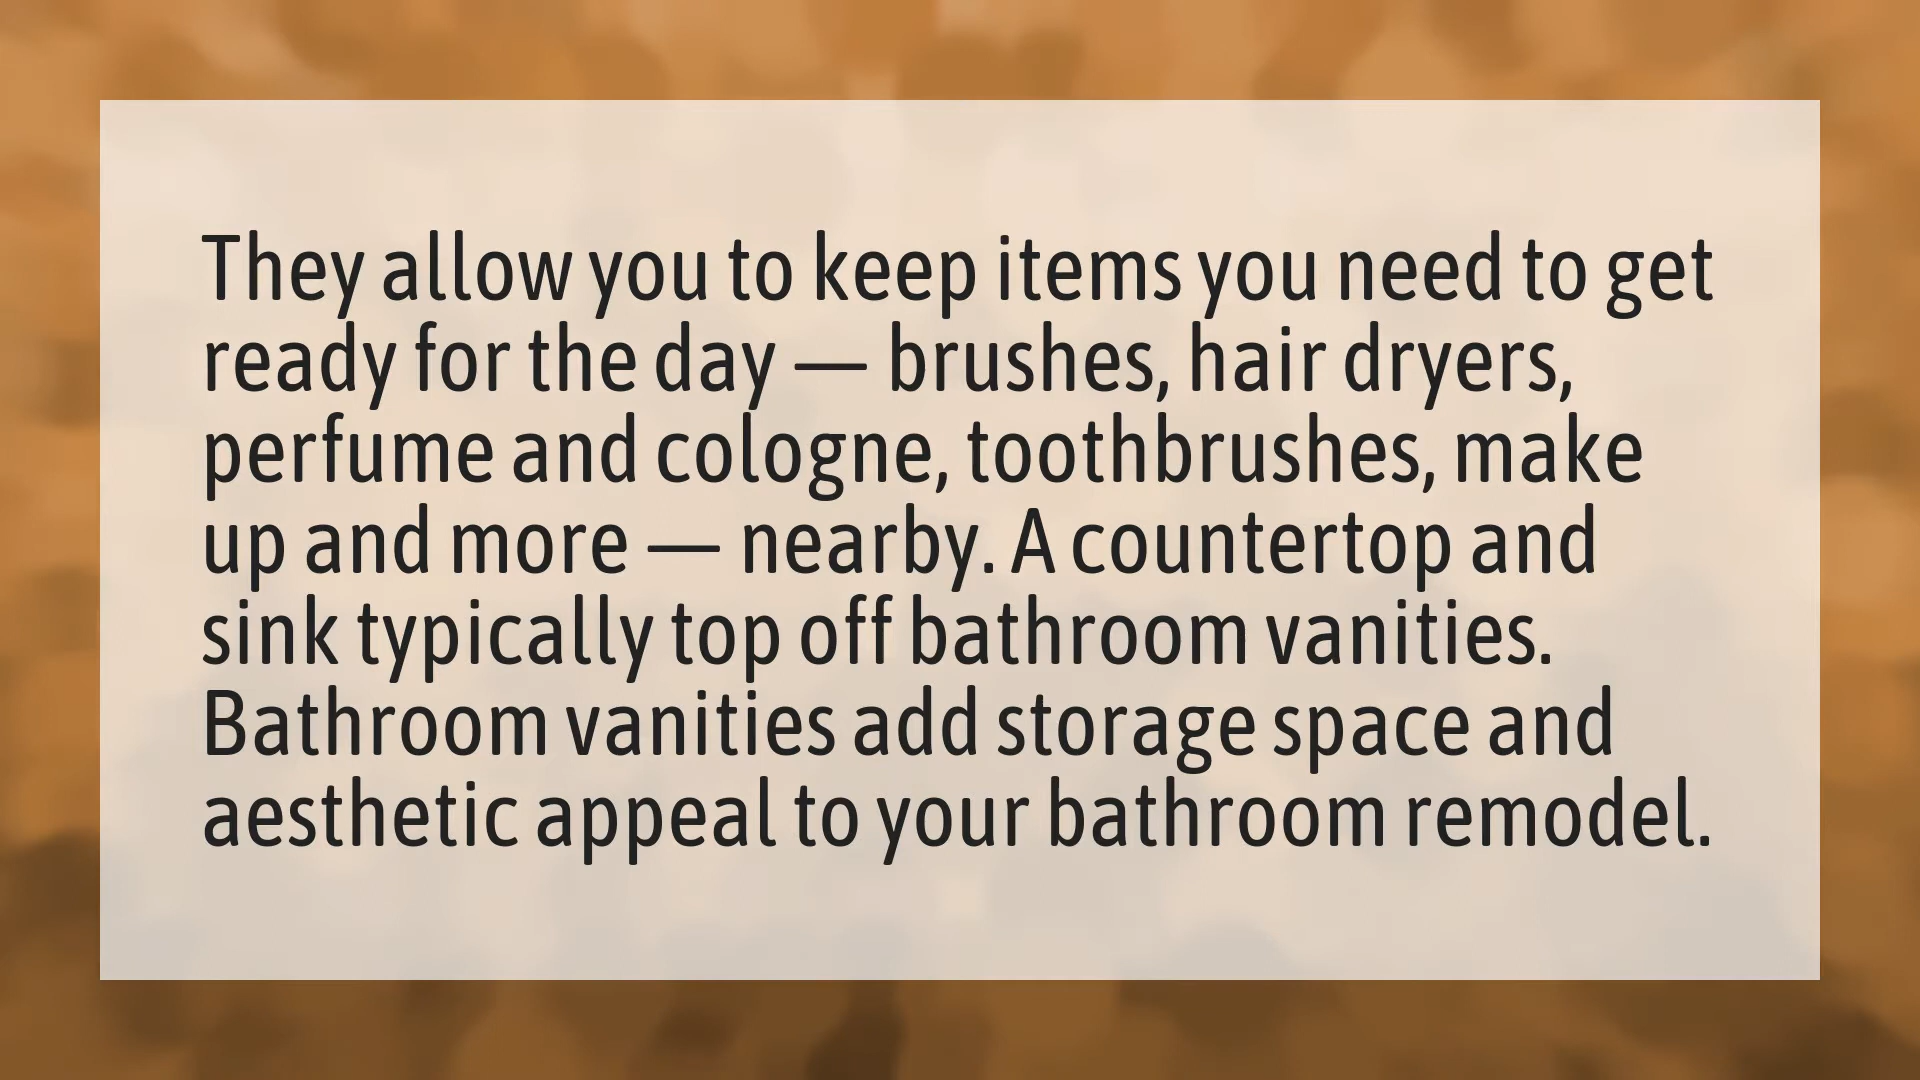 They allow you to keep items you need to get
ready for the day — brushes, hair dryers,
perfume and cologne, toothbrushes, make
up and more — nearby. A countertop and
sink typically top off bathroom vanities.
Bathroom vanities add storage space and
aesthetic appeal to your bathroom remodel.